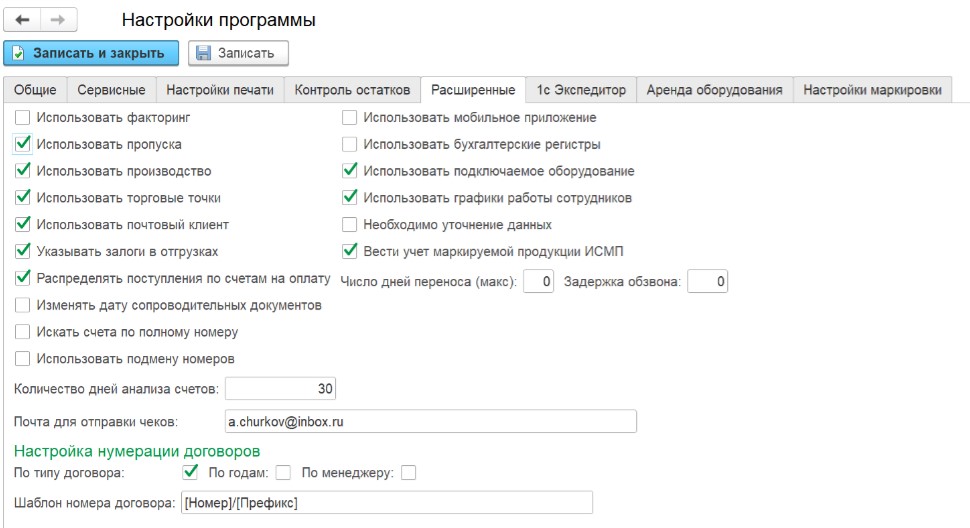 Настройки программы
Записать и закрыть Записать
Общие Сервисные Настройки печати Контроль остатков Расширенные 1с Экспедитор Аренда оборудования Настройки маркировки
Использовать факторинг Использовать мобильное приложение
Использовать пропуска Использовать бухгалтерские регистры
Использовать производство Использовать подключаемое оборудование
Использовать торговые точки Использовать графики работы сотрудников
Использовать почтовый клиент Необходимо уточнение данных
Указывать залоги в отгрузках Вести учет маркируемой продукции ИСМП
Распределять поступления по счетам на оплату Число дней переноса (макс): 0 Задержка обзвона: 0
Изменять дату сопроводительных документов
Искать счета по полному номеру
Использовать подмену номеров
Количество дней анализа счетов: 30
Почта для отправки чеков: a.churkov@inbox.ru
Настройка нумерации договоров
По типу договора: По годам: По менеджеру:
Шаблон номера договора: [Номер]/[Префикс]